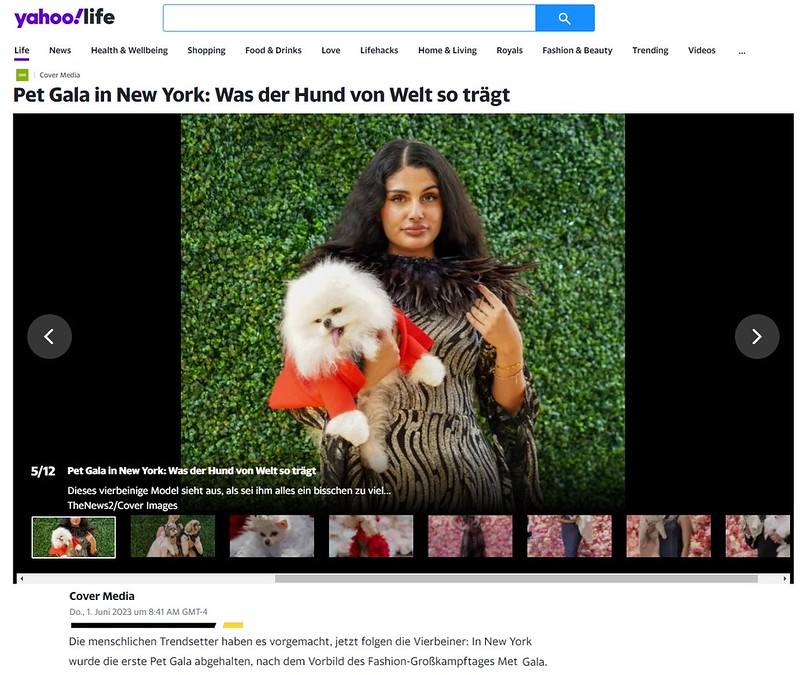 yahoo!life
Life News Health & Wellbeing Shopping Food & Drinks Love Lifehacks Home & Living Royals Fashion & Beauty Trending Videos ...
Cover Media
Pet Gala in New York: Was der Hund von Welt so trägt
5/12 Pet Gala in New York: Was der Hund von Welt so trägt
Dieses vierbeinige Model sieht aus, als sei ihm alles ein bisschen zu viel...
TheNews2/Cover Images
Cover Media
Do., 1. Juni 2023 um 8:41 AM GMT-4
Die menschlichen Trendsetter haben es vorgemacht, jetzt folgen die Vierbeiner: In New York
wurde die erste Pet Gala abgehalten, nach dem Vorbild des Fashion-Großkampftages Met Gala.